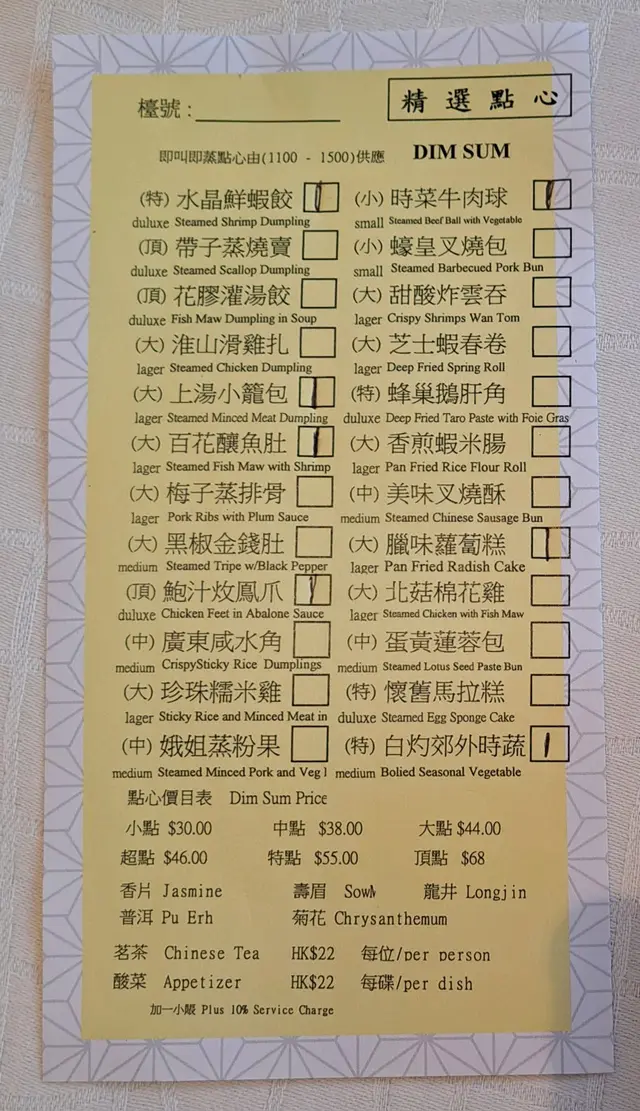 檯號：
精選點心
即叫即蒸點心由(1100 - 1500)供應
DIM SUM
(特) 水晶鮮蝦餃
duluxe Steamed Shrimp Dumpling
(小) 時菜牛肉球
small Steamed Beef Ball with Vegetable
(頂) 帶子蒸燒賣
duluxe Steamed Scallop Dumpling
(小) 蠔皇叉燒包
small Steamed Barbecued Pork Bun
(頂) 花膠灌湯餃
duluxe Fish Maw Dumpling in Soup
(大) 甜酸炸雲吞
lager Crispy Shrimps Wan Tom
(大) 淮山滑雞扎
lager Steamed Chicken Dumpling
(大) 芝士蝦春卷
lager Deep Fried Spring Roll
(大) 上湯小籠包
lager Steamed Minced Meat Dumpling
(特) 蜂巢鵝肝角
duluxe Deep Fried Taro Paste with Foie Gras
(大) 百花釀魚肚
lager Steamed Fish Maw with Shrimp
(大) 香煎蝦米腸
lager Pan Fried Rice Flour Roll
(大) 梅子蒸排骨
lager Pork Ribs with Plum Sauce
(中) 美味叉燒酥
medium Steamed Chinese Sausage Bun
(大) 黑椒金錢肚
medium Steamed Tripe w/Black Pepper
(大) 臘味蘿蔔糕
lager Pan Fried Radish Cake
(頂) 鮑汁炆鳳爪
duluxe Chicken Feet in Abalone Sauce
(大) 北菇棉花雞
lager Steamed Chicken with Fish Maw
(中) 廣東咸水角
medium CrispySticky Rice Dumplings
(中) 蛋黃蓮蓉包
medium Steamed Lotus Seed Paste Bun
(大) 珍珠糯米雞
lager Sticky Rice and Minced Meat in
(特) 懷舊馬拉糕
duluxe Steamed Egg Sponge Cake
(中) 娥姐蒸粉果
medium Steamed Minced Pork and Veg
(特) 白灼郊外時蔬
medium Bolied Seasonal Vegetable
點心價目表 Dim Sum Price
小點 $30.00 中點 $38.00 大點 $44.00
超點 $46.00 特點 $55.00 頂點 $68
香片 Jasmine 壽眉 龍井 Longjin
普洱 Pu Erh 菊花 Chrysanthemum
茗茶 Chinese Tea HK$22 每位/per person
酸菜 Appetizer HK$22 每碟/per dish
加一小賬 Plus 10% Service Charge